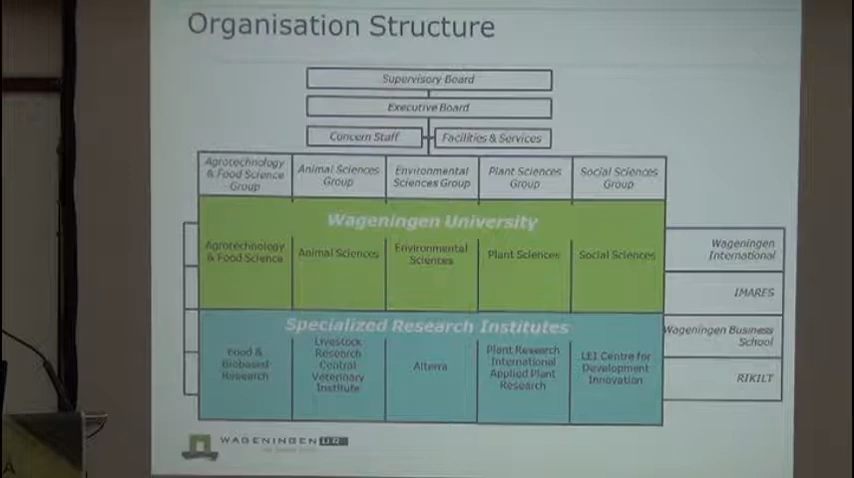 Organisation Structure
Supervisory Board
Executive Board
Concern Staff
Facilities & Services
Agrotechnology
& Food Science
Group
Animal Sciences
Group
Environmental
Sciences Group
Plant Sciences
Group
Social Sciences
Group
Wageningen University
Agrotechnology
& Food Science
Animal Sciences
Environmental
Sciences
Plant Sciences
Social Sciences
Wageningen
International
IMARES
Wageningen Business
School
RIKILT
Specialized Research Institutes
Food &
Biobased
Research
Livestock
Research
Central
Veterinary
Institute
Alterra
Plant Research
International
Applied Plant
Research
LEI Centre for
Development
Innovation
WAGENINGEN UR
A